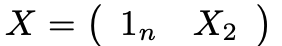 X = ( 1ₙ X₂ )